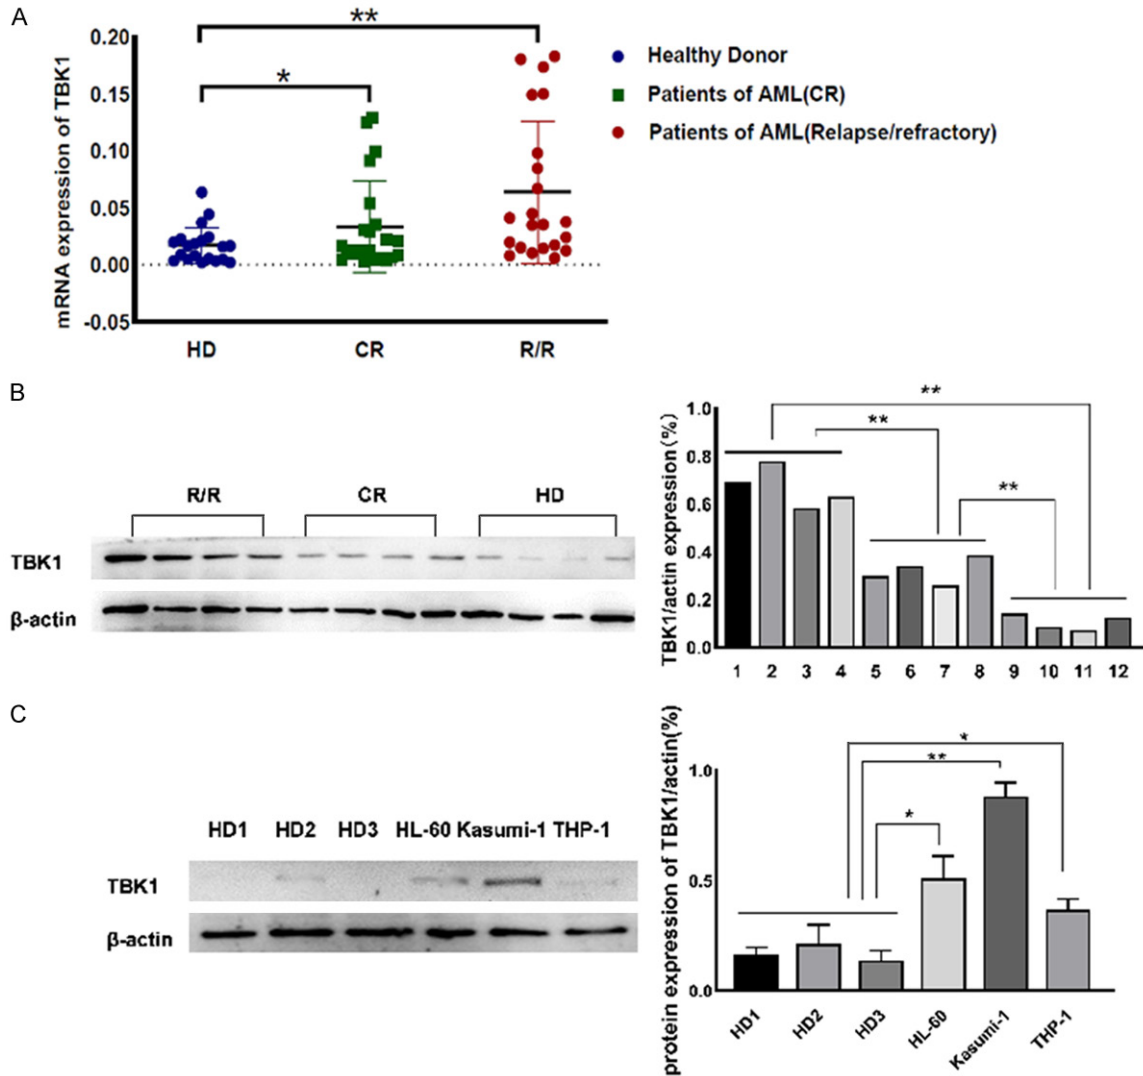 A
mRNA expression of TBK1
0.20
0.15
0.10
0.05
0.00
-0.05
**
*
HD
CR
R/R
Healthy Donor
Patients of AML(CR)
Patients of AML(Relapse/refractory)
B
R/R
CR
HD
TBK1
β-actin
TBK1/actin expression(%)
1.0
0.8
0.6
0.4
0.2
0.0
**
**
**
1 2 3 4 5 6 7 8 9 10 11 12
C
HD1 HD2 HD3 HL-60 Kasumi-1 THP-1
TBK1
β-actin
protein expression of TBK1/actin(%)
1.0
0.5
0.0
*
**
*
HD1
HD2
HD3
HL-60
Kasumi-1
THP-1